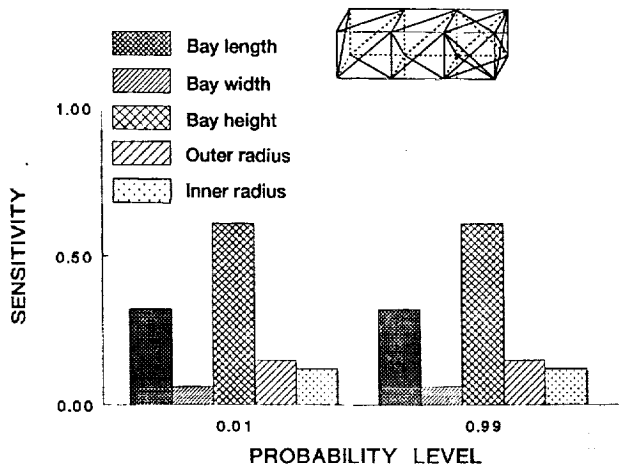 Bay length
Bay width
Bay height
Outer radius
Inner radius
1.00
0.50
0.00
SENSITIVITY
0.01
0.99
PROBABILITY LEVEL